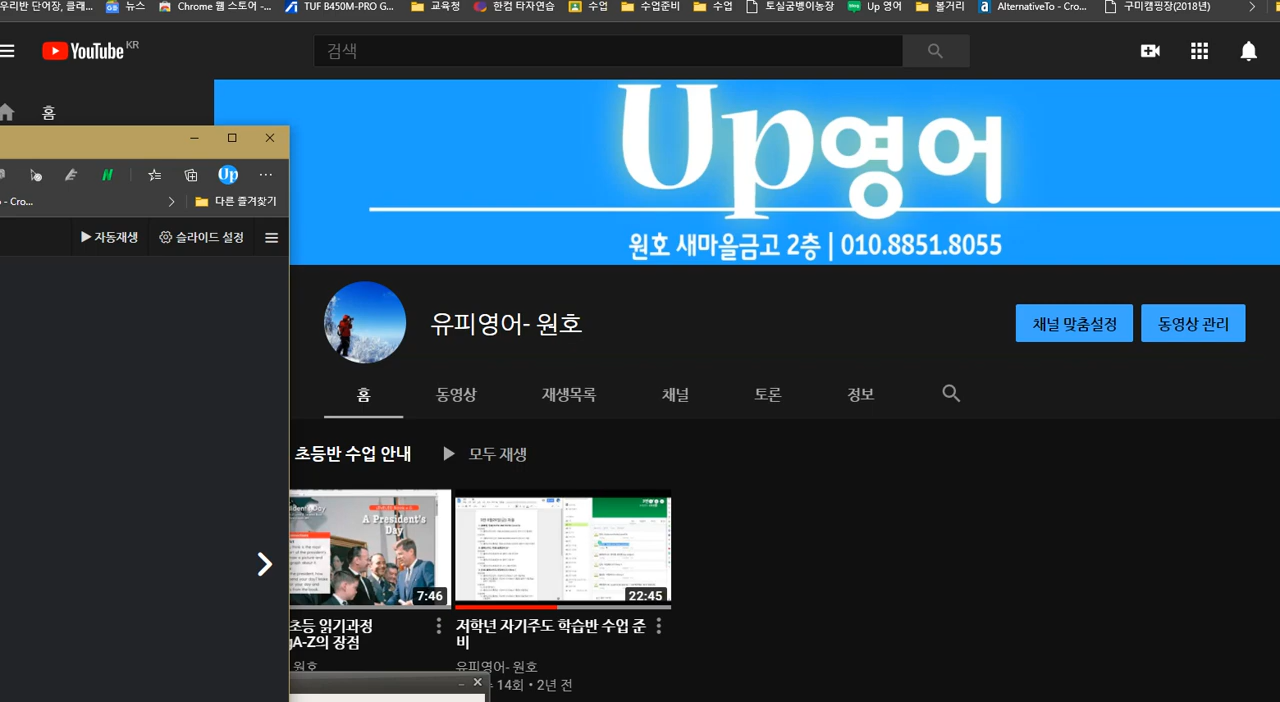 우리반 단어장, 클래... 뉴스 Chrome 웹 스토어 -... TUF B450M-PRO G... 교육청 한컴 타자연습 수업 수업준비 수업 토실금병이농장 Up 영어 볼거리 AlternativeTo - Cro... 구미캠핑장(2018년)
YouTube KR
검색
홈
Up영어
원호 새마을금고 2층 | 010.8851.8055
Up
- Cro...
다른 즐겨찾기
자동재생
슬라이드 설정
유피영어- 원호
채널 맞춤설정
동영상 관리
홈 동영상 재생목록 채널 토론 정보
초등반 수업 안내
모두 재생
A President's
Day
7:46
22:45
초등 읽기과정
A-Z의 장점
원호
저학년 자기주도 학습반 수업 준
비
유피영어- 원호
14회 • 2년 전